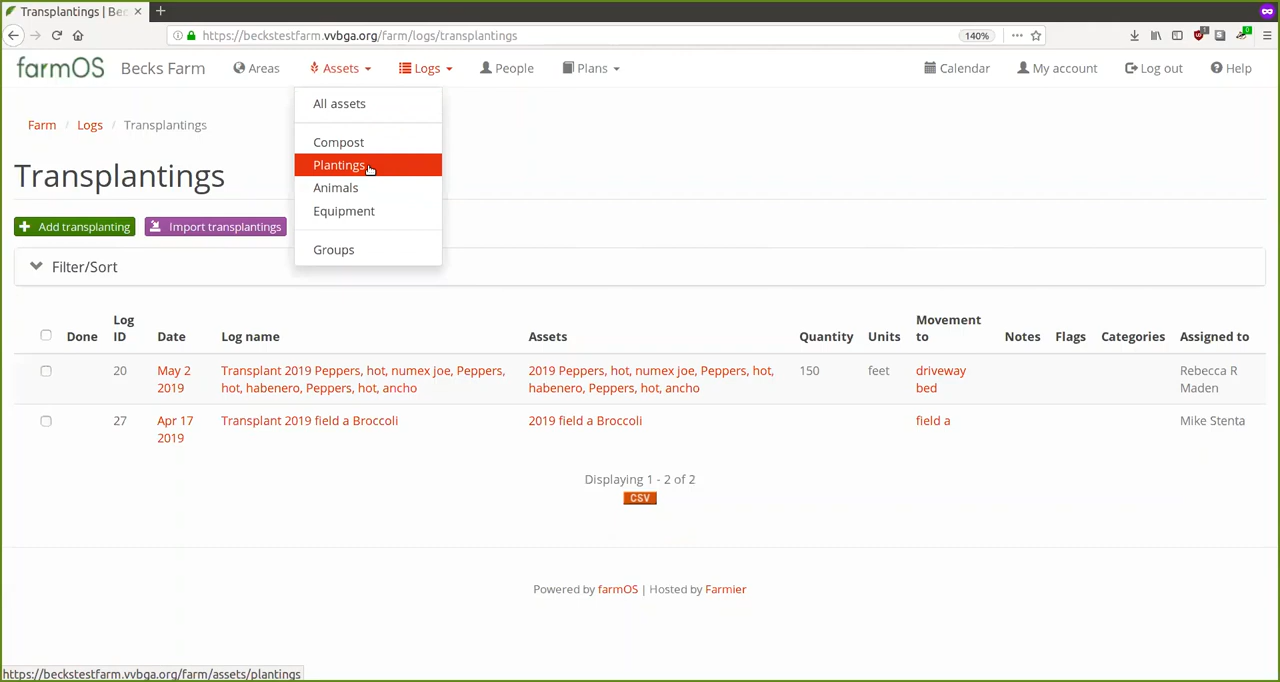 Transplantings | Bec
https://beckstestfarm.vvbga.org/farm/logs/transplantings
140%
farmOS
Becks Farm
Areas
Assets
Logs
People
Plans
Calendar
My account
Log out
Help
All assets
Compost
Plantings
Animals
Equipment
Groups
Farm / Logs / Transplantings
Transplantings
Add transplanting
Import transplantings
Filter/Sort
Done
Log ID
Date
Log name
Assets
Quantity
Units
Movement to
Notes
Flags
Categories
Assigned to
20
May 2
2019
Transplant 2019 Peppers, hot, numex joe, Peppers,
hot, habenero, Peppers, hot, ancho
2019 Peppers, hot, numex joe, Peppers, hot,
habenero, Peppers, hot, ancho
150
feet
driveway
bed
Rebecca R
Maden
27
Apr 17
2019
Transplant 2019 field a Broccoli
2019 field a Broccoli
field a
Mike Stenta
Displaying 1 - 2 of 2
CSV
Powered by farmOS | Hosted by Farmier
https://beckstestfarm.vvbga.org/farm/assets/plantings